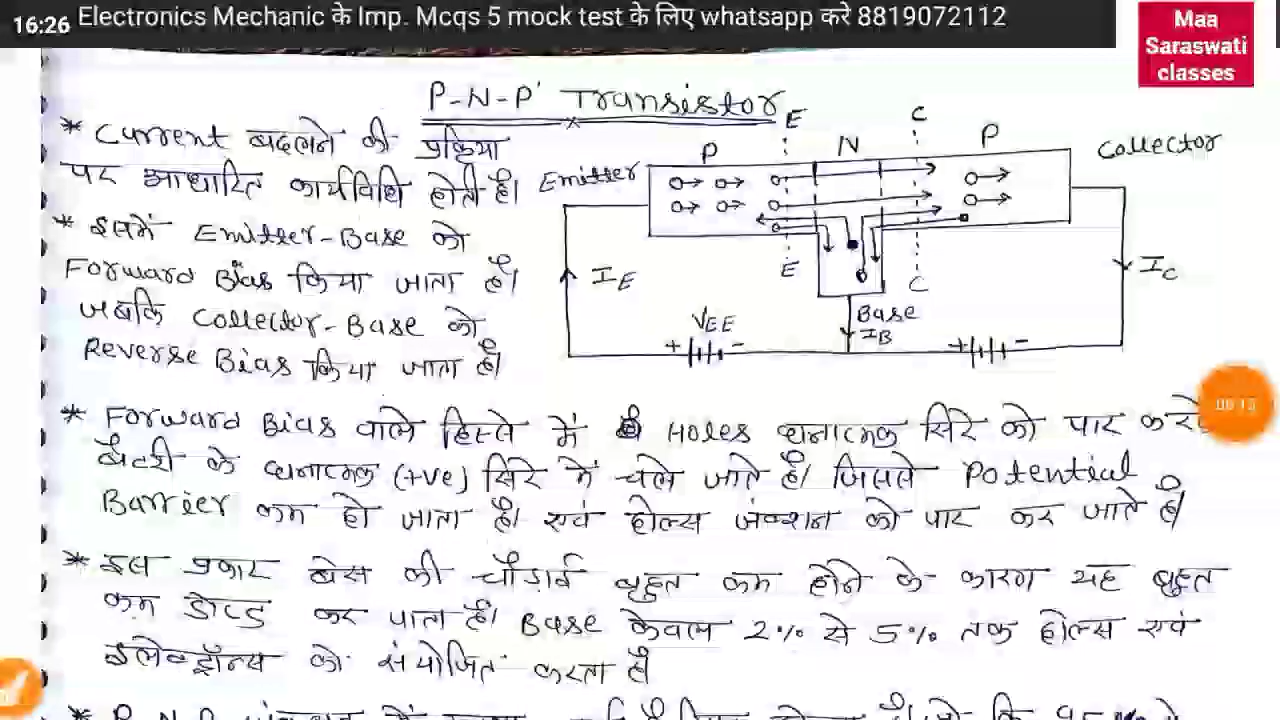 16:26 Electronics Mechanic के Imp. Mcqs 5 mock test के लिए whatsapp करे 8819072112
Maa
Saraswati
classes
P-N-P Transistor
* Current बदलने की प्रक्रिया
पर आधारित कार्यविधि होती है।
* इसमें Emitter-Base को
Forward Bias किया जाता है।
जबकि Collector-Base को
Reverse Bias किया जाता है।
E
C
P
N
P
Emitter
Collector
E
C
IE
IC
Base
IB
VEE
+
-
+
-
* Forward Bias वाले हिस्से में Holes धनात्मक सिरे को पार करके
बैटरी के धनात्मक (+ve) सिरे में चले जाते है। जिससे Potential
Barrier कम हो जाता है। एवं होल्स जंक्शन को पार कर जाते है।
* इस प्रकार बेस की चौड़ाई बहुत कम होने के कारण यह बहुत
कम डोप्ड कर पाता है। Base केवल 2% से 5% तक होल्स एवं
इलेक्ट्रॉन्स को संयोजित करता है
00:13
* P-N-P